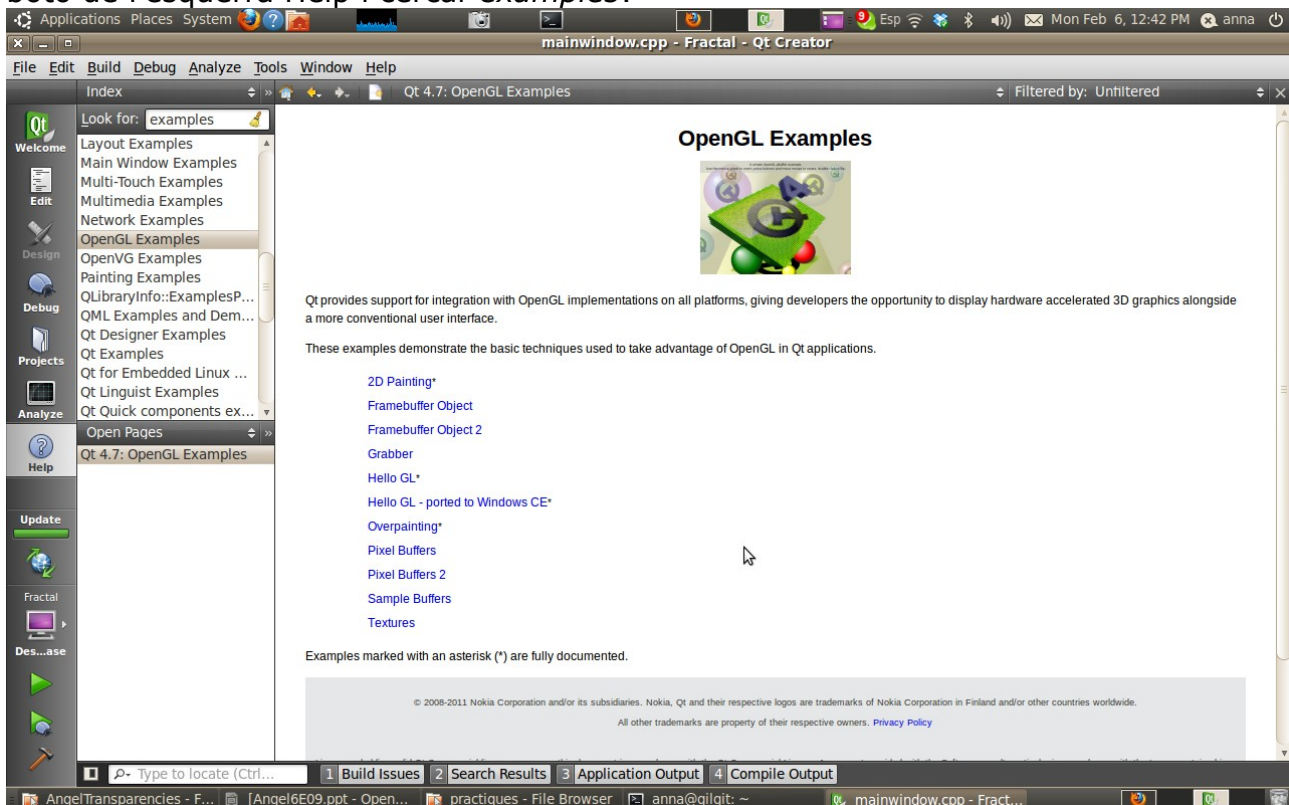 botó de l'esquerra Help i cercar examples:
Applications Places System
2 Esp
Mon Feb 6, 12:42 PM
anna
mainwindow.cpp - Fractal - Qt Creator
File Edit Build Debug Analyze Tools Window Help
Index
Qt 4.7: OpenGL Examples
Filtered by: Unfiltered
Look for: examples
Layout Examples
Main Window Examples
Multi-Touch Examples
Multimedia Examples
Network Examples
OpenGL Examples
OpenVG Examples
Painting Examples
QLibraryInfo::ExamplesP...
QML Examples and Dem...
Qt Designer Examples
Qt Examples
Qt for Embedded Linux ...
Qt Linguist Examples
Qt Quick components ex...
Open Pages
Qt 4.7: OpenGL Examples
Qt
Welcome
Edit
Design
Debug
Projects
Analyze
Help
Update
Fractal
Des...ase
OpenGL Examples
Qt provides support for integration with OpenGL implementations on all platforms, giving developers the opportunity to display hardware accelerated 3D graphics alongside
a more conventional user interface.
These examples demonstrate the basic techniques used to take advantage of OpenGL in Qt applications.
2D Painting*
Framebuffer Object
Framebuffer Object 2
Grabber
Hello GL*
Hello GL - ported to Windows CE*
Overpainting*
Pixel Buffers
Pixel Buffers 2
Sample Buffers
Textures
Examples marked with an asterisk (*) are fully documented.
© 2008-2011 Nokia Corporation and/or its subsidiaries. Nokia, Qt and their respective logos are trademarks of Nokia Corporation in Finland and/or other countries worldwide.
All other trademarks are property of their respective owners. Privacy Policy
Type to locate (Ctrl...
1 Build Issues 2 Search Results 3 Application Output 4 Compile Output
AngelTransparencies - F...
[Angel6E09.ppt - Open...
practiques - File Browser
anna@gilgit: ~
mainwindow.cpp - Fract...